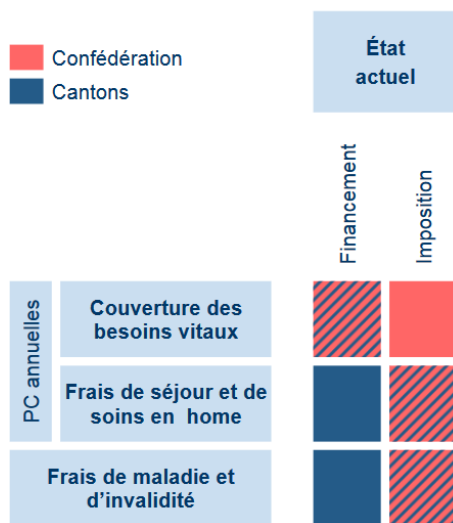 Confédération
Cantons
État
actuel
Financement
Imposition
PC annuelles
Couverture des
besoins vitaux
Frais de séjour et de
soins en home
Frais de maladie et
d'invalidité